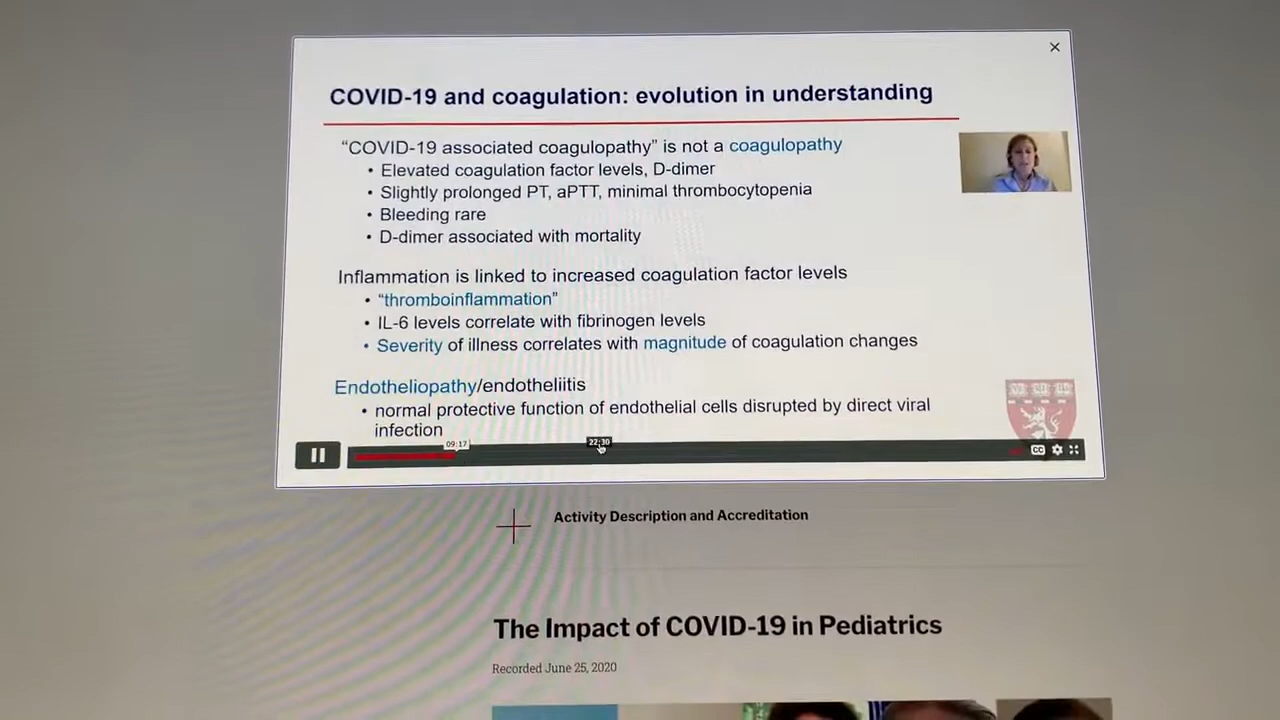 COVID-19 and coagulation: evolution in understanding
“COVID-19 associated coagulopathy” is not a coagulopathy
• Elevated coagulation factor levels, D-dimer
• Slightly prolonged PT, aPTT, minimal thrombocytopenia
• Bleeding rare
• D-dimer associated with mortality
Inflammation is linked to increased coagulation factor levels
• “thromboinflammation”
• IL-6 levels correlate with fibrinogen levels
• Severity of illness correlates with magnitude of coagulation changes
Endotheliopathy/endotheliitis
• normal protective function of endothelial cells disrupted by direct viral
infection
09:17
22:30
CC
Activity Description and Accreditation
The Impact of COVID-19 in Pediatrics
Recorded June 25, 2020